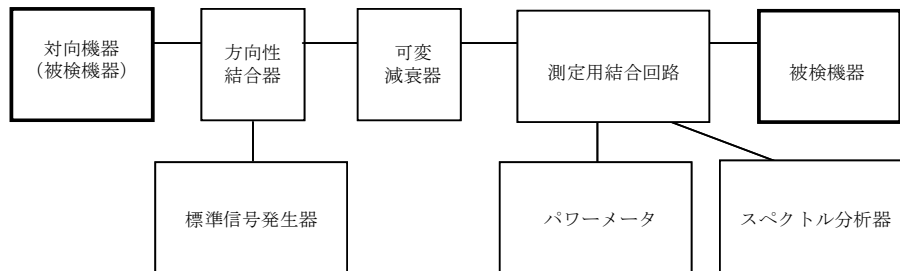 対向機器
（被検機器）
方向性
結合器
可変
減衰器
測定用結合回路
被検機器
標準信号発生器
パワーメータ
スペクトル分析器